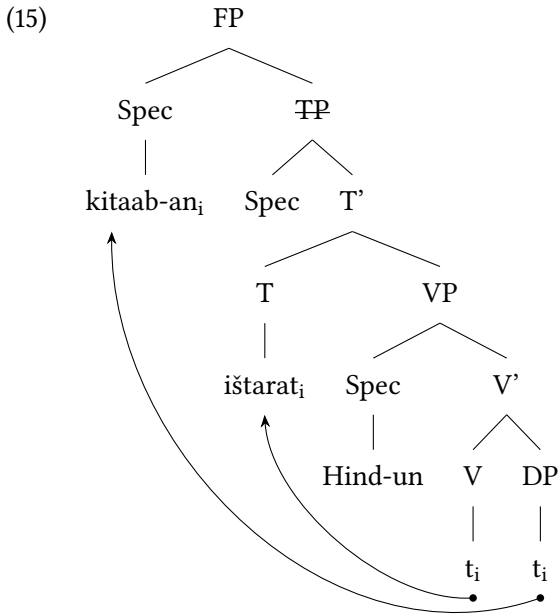 (15) FP
Spec TP
kitaab-anᵢ Spec T’
T VP
ištaratᵢ Spec V’
Hind-un V DP
tᵢ tᵢ